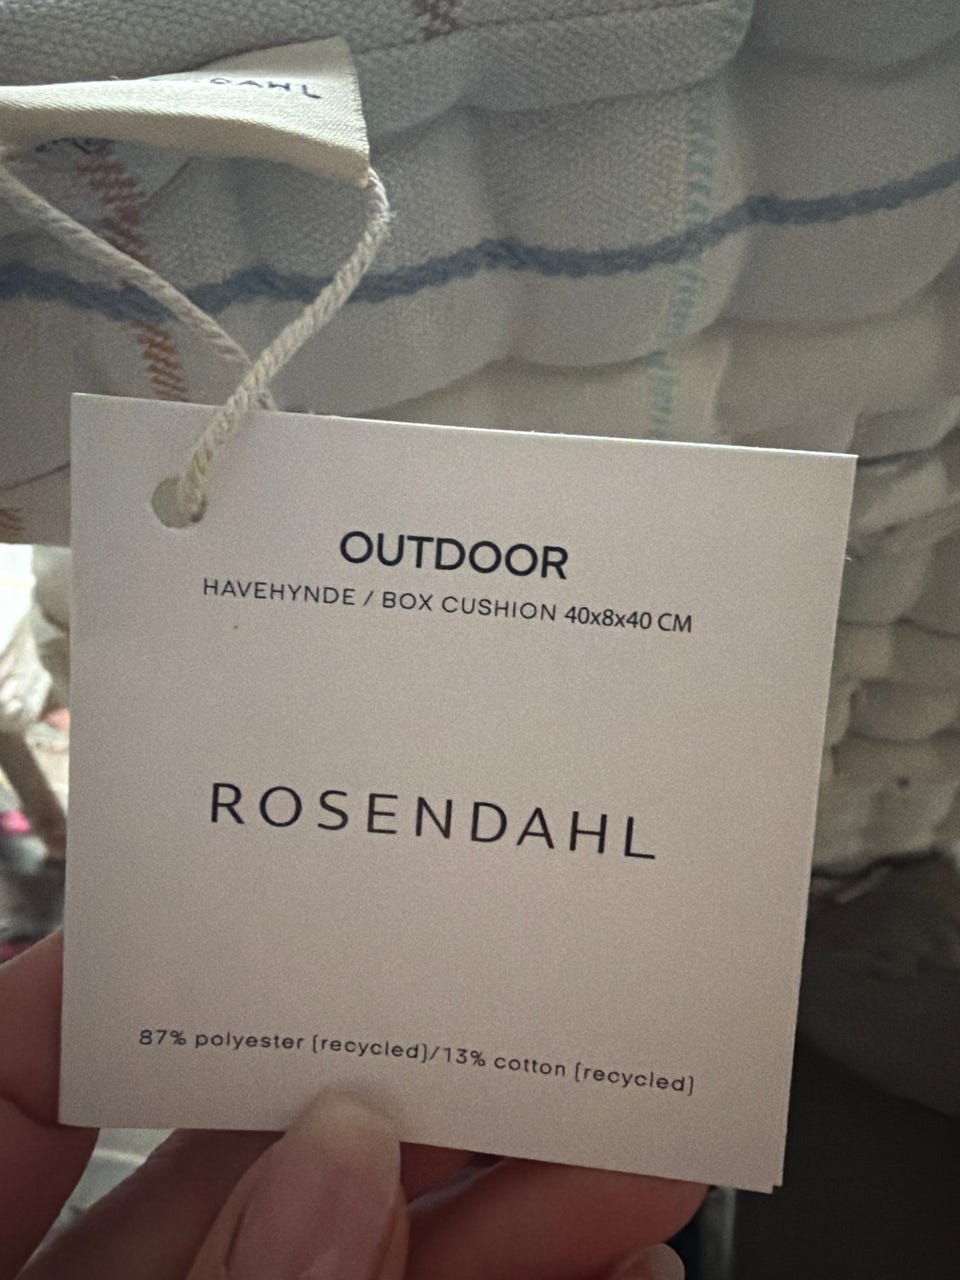 OUTDOOR
HAVEHYNDE / BOX CUSHION 40x8x40 CM
ROSENDAHL
87% polyester (recycled)/13% cotton (recycled)